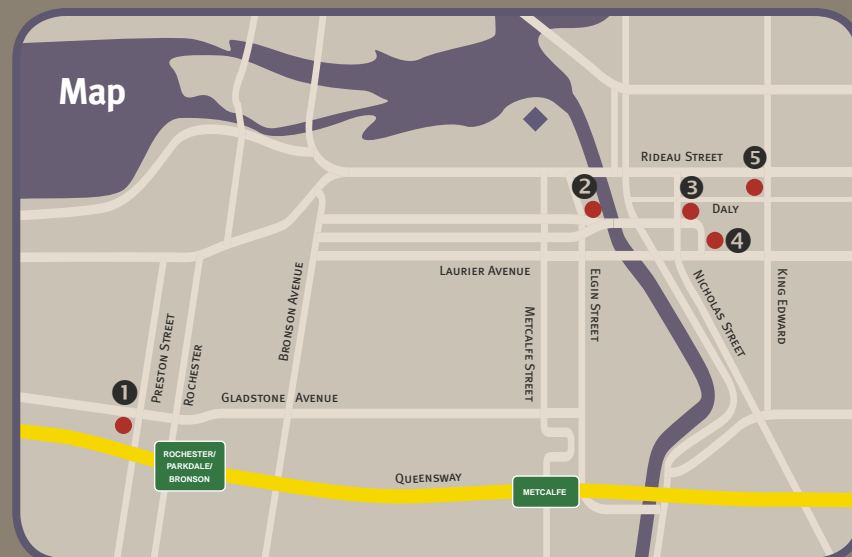 Map
RIDEAU STREET
5
2
3
DALY
4
LAURIER AVENUE
ELGIN STREET
METCALFE STREET
NICHOLAS STREET
KING EDWARD
BRONSON AVENUE
PRESTON STREET
ROCHESTER
1
GLADSTONE AVENUE
ROCHESTER/
PARKDALE/
BRONSON
QUEENSWAY
METCALFE